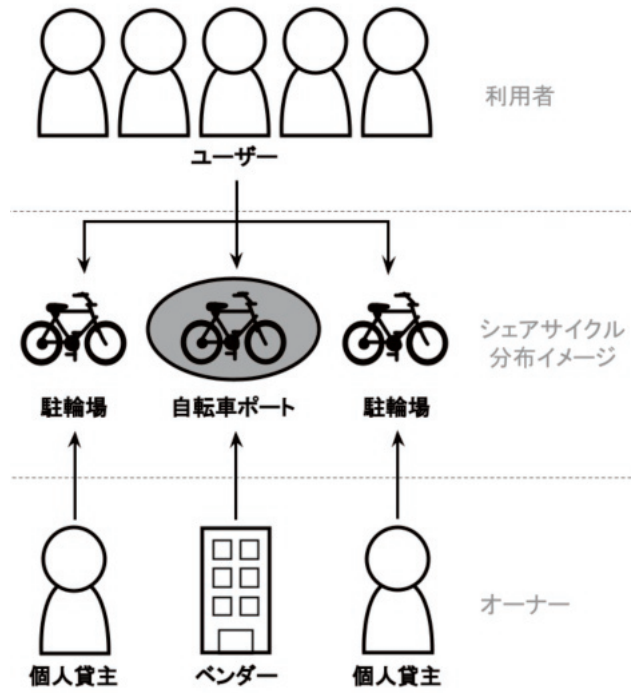 利用者
ユーザー
シェアサイクル
分布イメージ
駐輪場
自転車ポート
駐輪場
オーナー
個人貸主
ベンダー
個人貸主